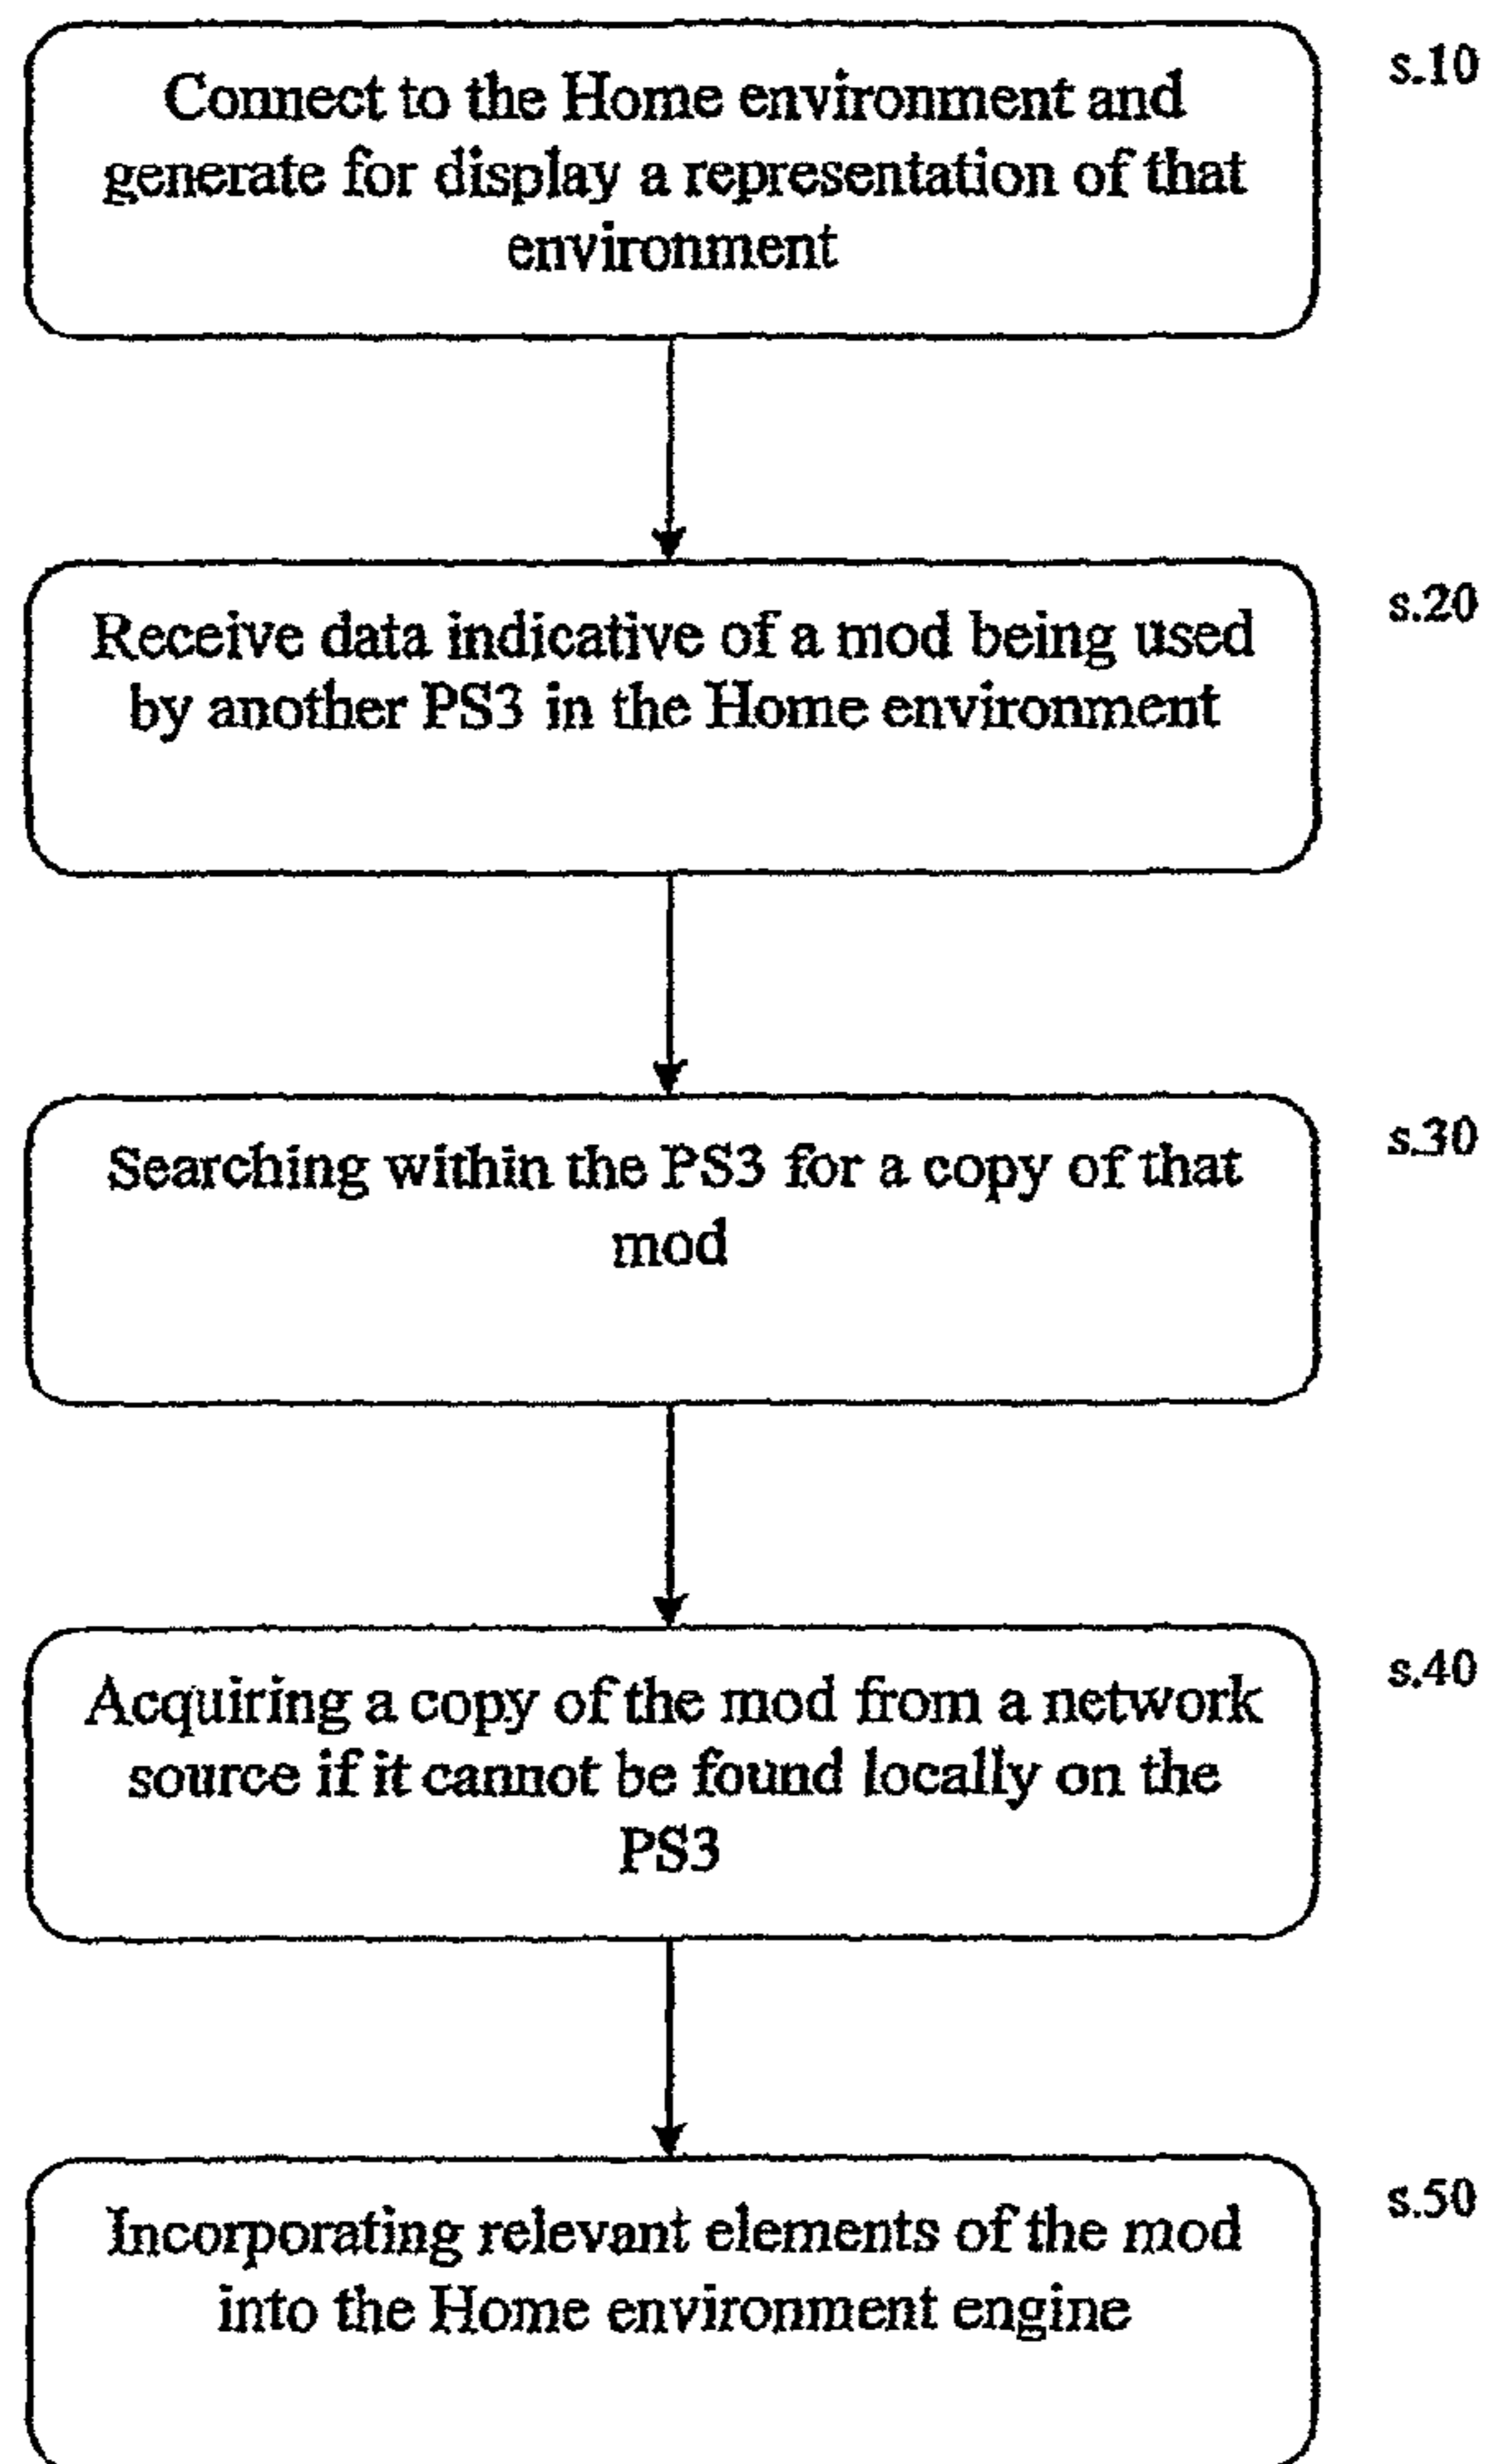 Connect to the Home environment and
generate for display a representation of that
environment
s.10
Receive data indicative of a mod being used
by another PS3 in the Home environment
s.20
Searching within the PS3 for a copy of that
mod
s.30
Acquiring a copy of the mod from a network
source if it cannot be found locally on the
PS3
s.40
Incorporating relevant elements of the mod
into the Home environment engine
s.50